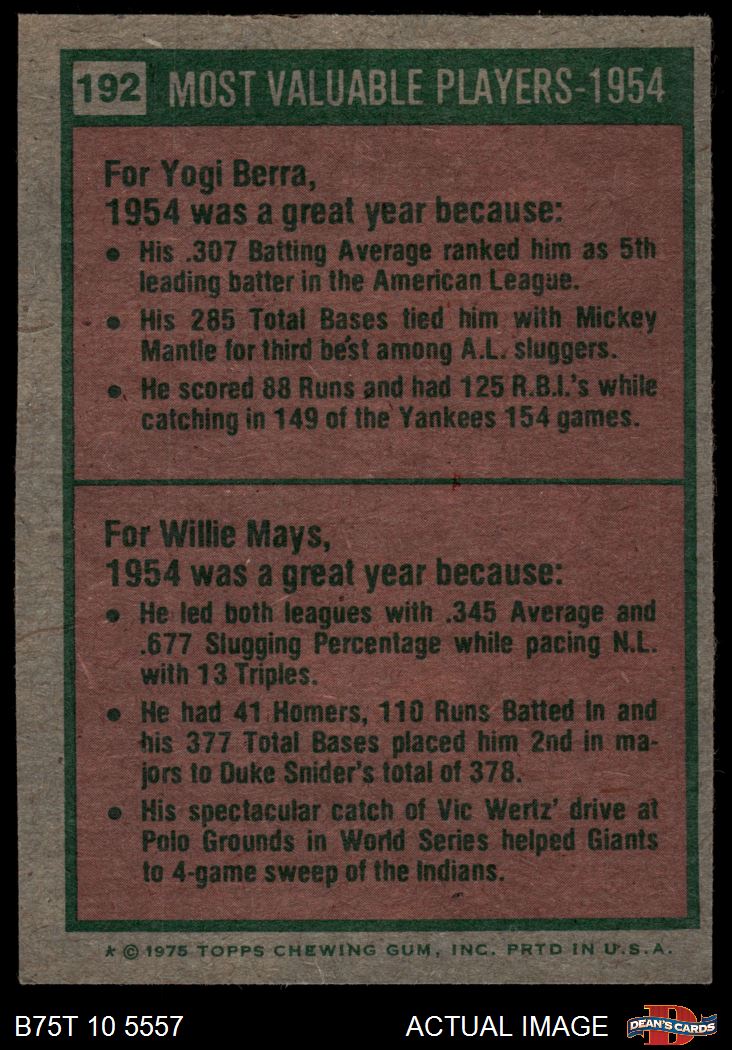 192 MOST VALUABLE PLAYERS-1954
For Yogi Berra,
1954 was a great year because:
• His .307 Batting Average ranked him as 5th
leading batter in the American League.
• His 285 Total Bases tied him with Mickey
Mantle for third best among A.L. sluggers.
• He scored 88 Runs and had 125 R.B.I.'s while
catching in 149 of the Yankees 154 games.
For Willie Mays,
1954 was a great year because:
• He led both leagues with .345 Average and
.677 Slugging Percentage while pacing N.L.
with 13 Triples.
• He had 41 Homers, 110 Runs Batted In and
his 377 Total Bases placed him 2nd in ma-
jors to Duke Snider's total of 378.
• His spectacular catch of Vic Wertz' drive at
Polo Grounds in World Series helped Giants
to 4-game sweep of the Indians.
* © 1975 TOPPS CHEWING GUM, INC. PRTD IN U.S.A.
B75T 10 5557 ACTUAL IMAGE DEAN'S CARDS